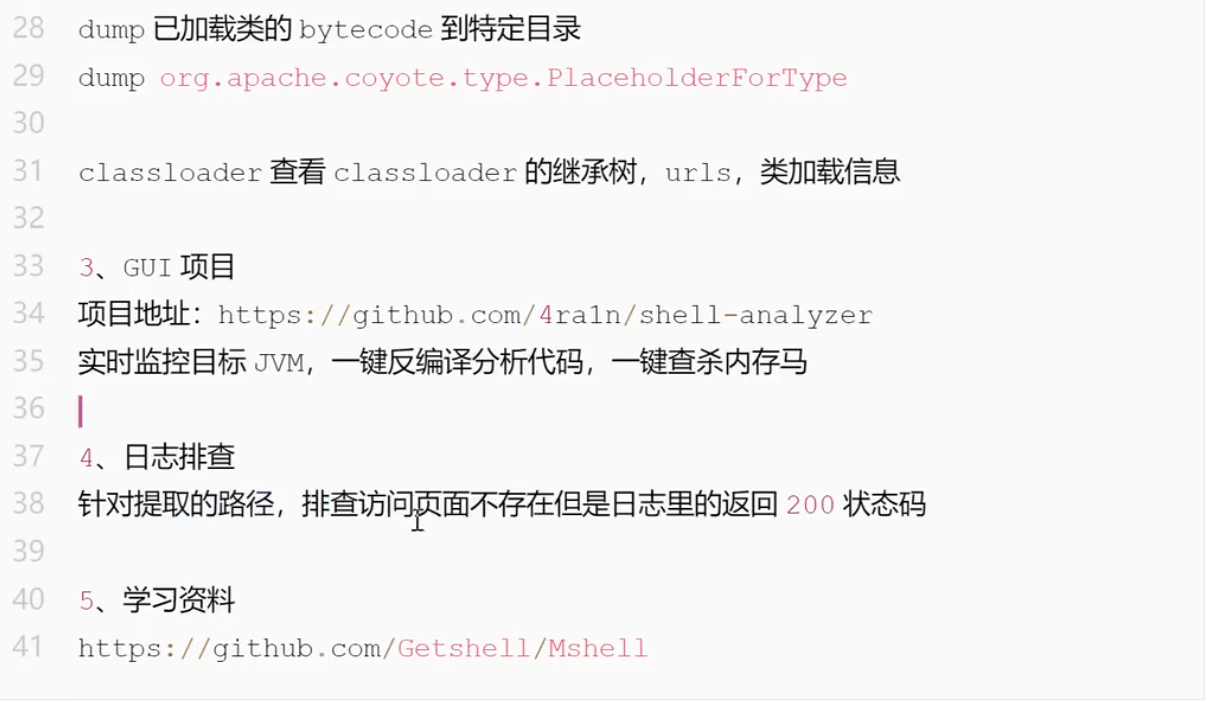 28 dump 已加载类的 bytecode 到特定目录
29 dump org.apache.coyote.type.PlaceholderForType
30
31 classloader 查看 classloader 的继承树，urls，类加载信息
32
33 3、GUI 项目
34 项目地址：https://github.com/4ra1n/shell-analyzer
35 实时监控目标 JVM，一键反编译分析代码，一键查杀内存马
36
37 4、日志排查
38 针对提取的路径，排查访问页面不存在但是日志里的返回 200 状态码
39
40 5、学习资料
41 https://github.com/Getshell/Mshell